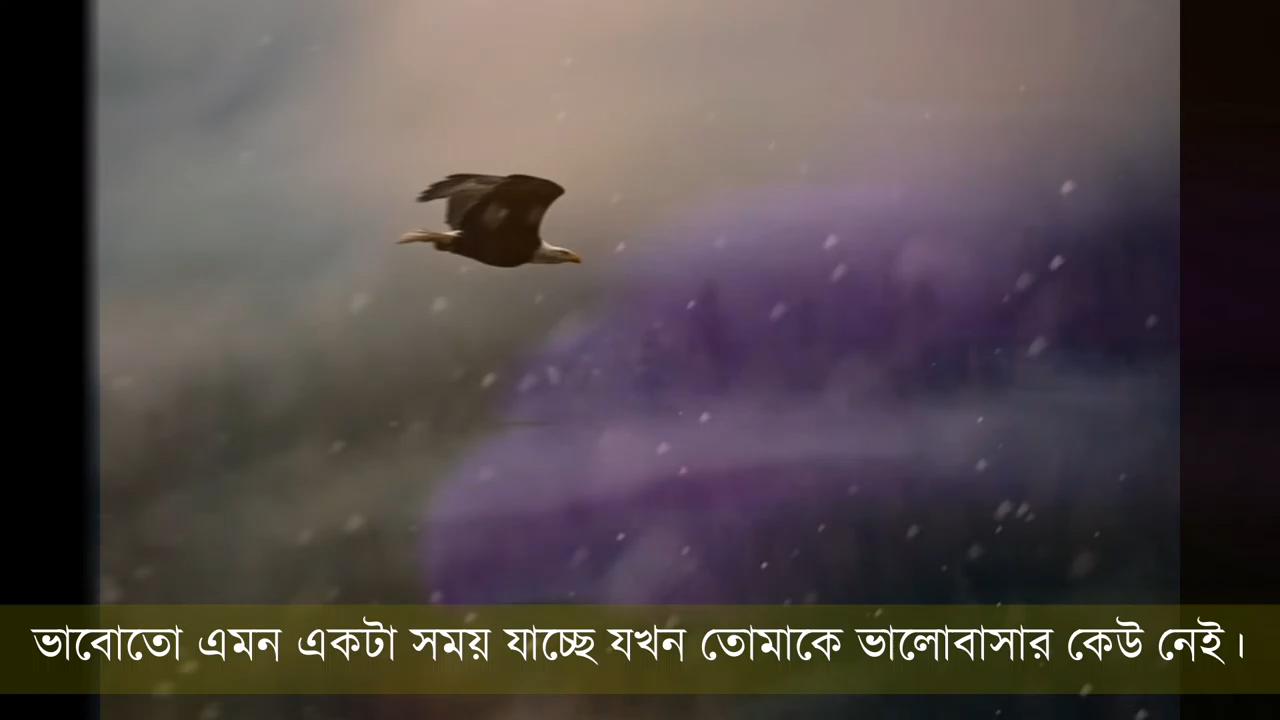 ভাবোতো এমন একটা সময় যাচ্ছে যখন তোমাকে ভালোবাসার কেউ নেই।